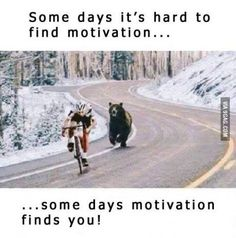 Some days it's hard to
find motivation...
VIA 9GAG.COM
...some days motivation
finds you!